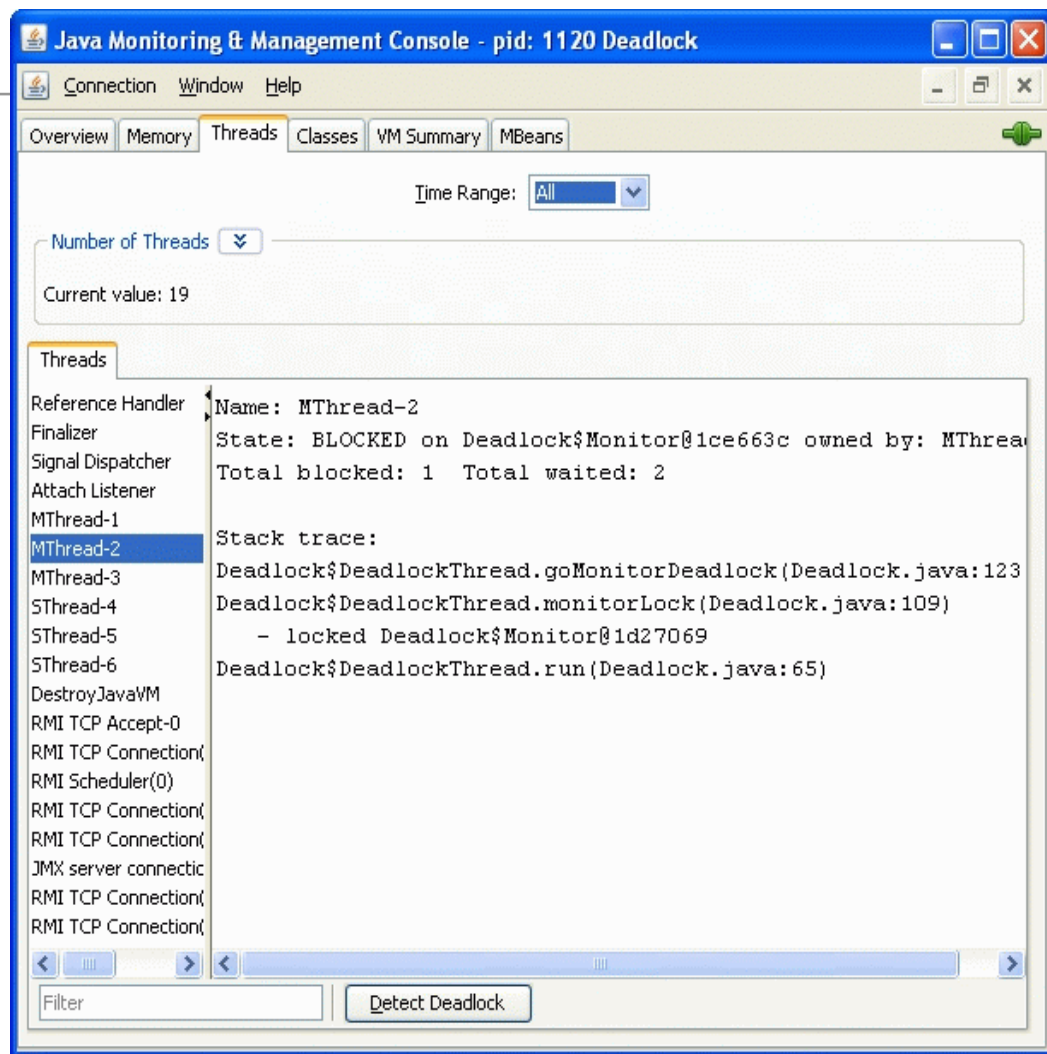 Java Monitoring & Management Console - pid: 1120 Deadlock
Connection Window Help
Overview Memory Threads Classes VM Summary MBeans
Time Range: All
Number of Threads
Current value: 19
Threads
Reference Handler
Finalizer
Signal Dispatcher
Attach Listener
MThread-1
MThread-2
MThread-3
SThread-4
SThread-5
SThread-6
DestroyJavaVM
RMI TCP Accept-0
RMI TCP Connection(
RMI Scheduler(0)
RMI TCP Connection(
RMI TCP Connection(
JMX server connectic
RMI TCP Connection(
RMI TCP Connection(
Name: MThread-2
State: BLOCKED on Deadlock$Monitor@1ce663c owned by: MThrea
Total blocked: 1 Total waited: 2
Stack trace:
Deadlock$DeadlockThread.goMonitorDeadlock(Deadlock.java:123
Deadlock$DeadlockThread.monitorLock(Deadlock.java:109)
- locked Deadlock$Monitor@1d27069
Deadlock$DeadlockThread.run(Deadlock.java:65)
Filter
Detect Deadlock